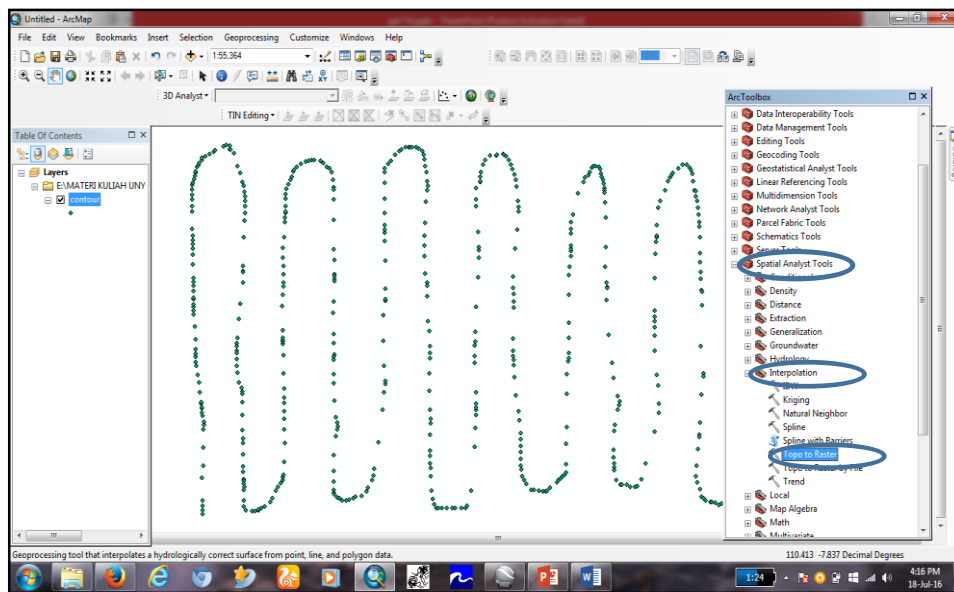 Untitled - ArcMap
File Edit View Bookmarks Insert Selection Geoprocessing Customize Windows Help
1:55,364
3D Analyst
TIN Editing
Table Of Contents
Layers
E:\MATERI KULIAH UNY
contour
ArcToolbox
Data Interoperability Tools
Data Management Tools
Editing Tools
Geocoding Tools
Geostatistical Analyst Tools
Linear Referencing Tools
Multidimension Tools
Network Analyst Tools
Parcel Fabric Tools
Schematics Tools
Server Tools
Spatial Analyst Tools
Conditional
Density
Distance
Extraction
Generalization
Groundwater
Hydrology
Interpolation
IDW
Kriging
Natural Neighbor
Spline
Spline with Barriers
Topo to Raster
Topo to Raster by File
Trend
Local
Map Algebra
Math
Multivariate
Geoprocessing tool that interpolates a hydrologically correct surface from point, line, and polygon data.
110.413 -7.837 Decimal Degrees
1:24
4:16 PM
18-Jul-16